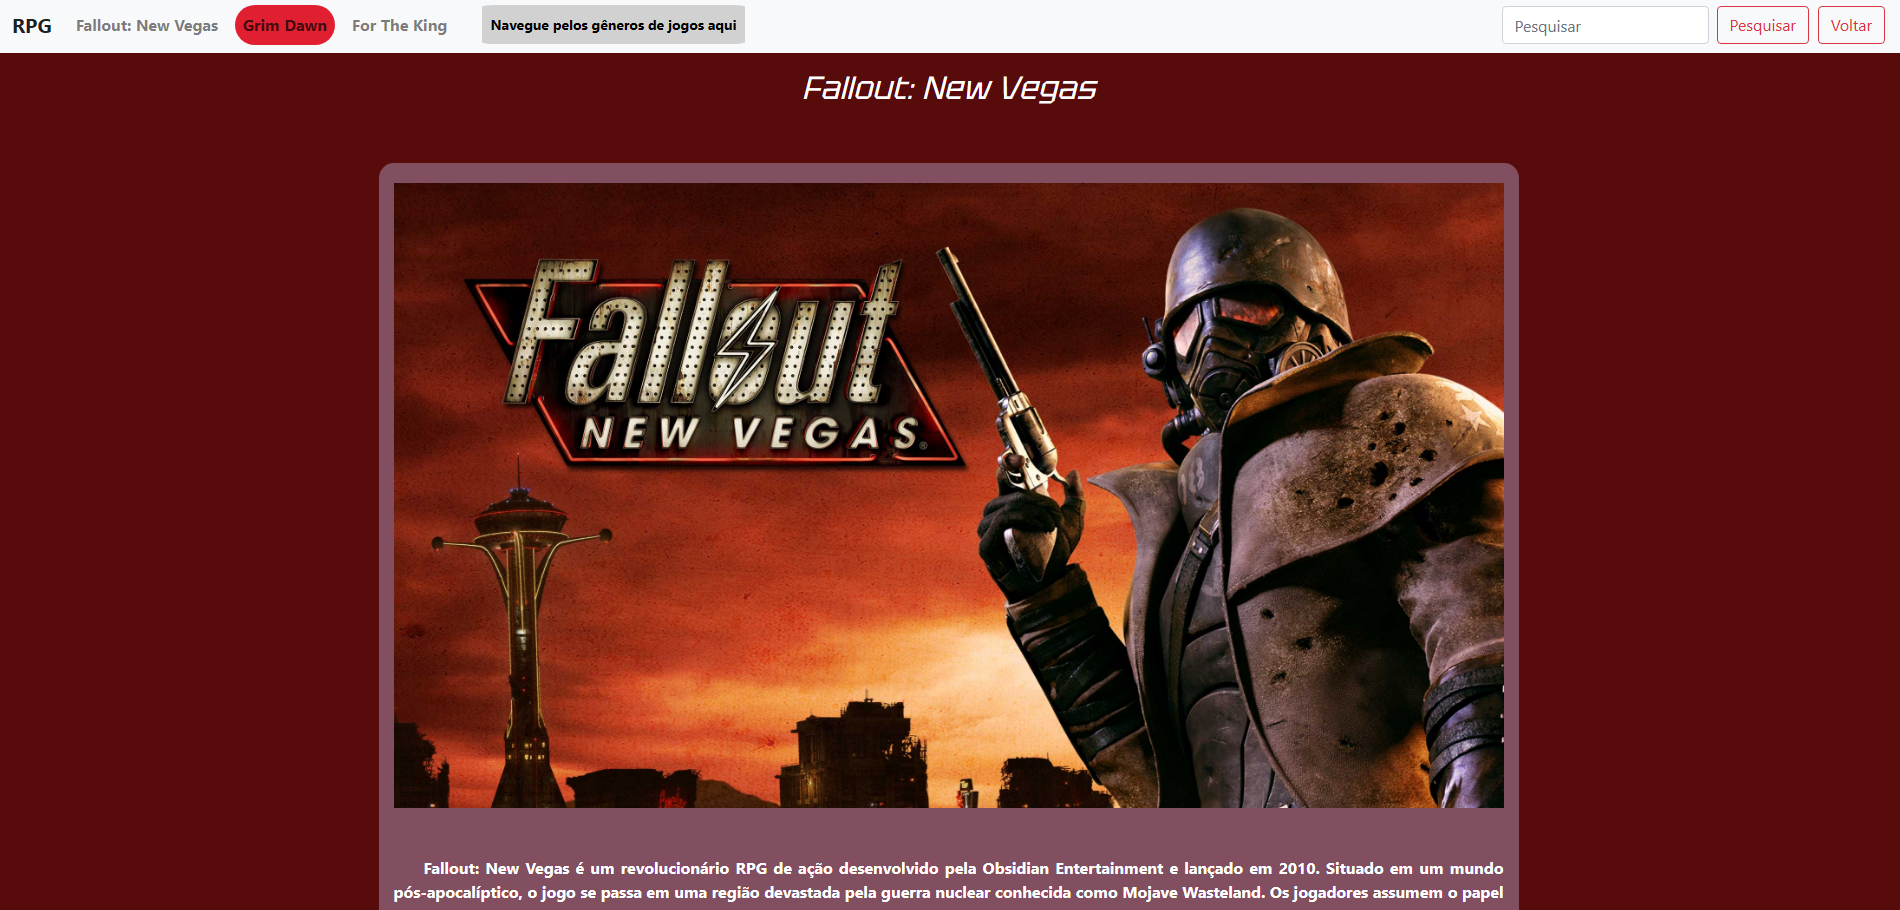 RPG Fallout: New Vegas Grim Dawn For The King Navegue pelos gêneros de jogos aqui Pesquisar Pesquisar Voltar
Fallout: New Vegas
Fallout
NEW VEGAS®
Fallout: New Vegas é um revolucionário RPG de ação desenvolvido pela Obsidian Entertainment e lançado em 2010. Situado em um mundo
pós-apocalíptico, o jogo se passa em uma região devastada pela guerra nuclear conhecida como Mojave Wasteland. Os jogadores assumem o papel